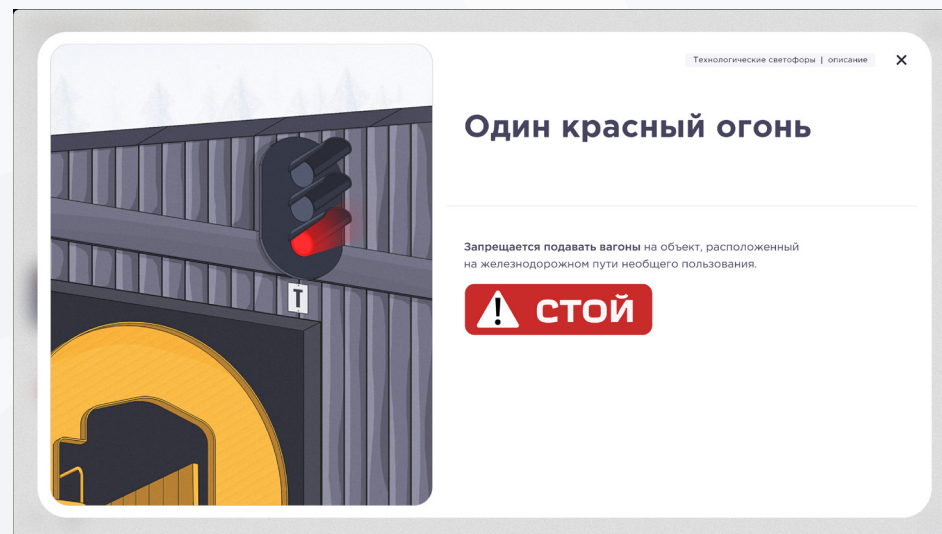 Технологические светофоры | описание
Один красный огонь
Запрещается подавать вагоны на объект, расположенный
на железнодорожном пути необщего пользования.
СТОЙ
Т